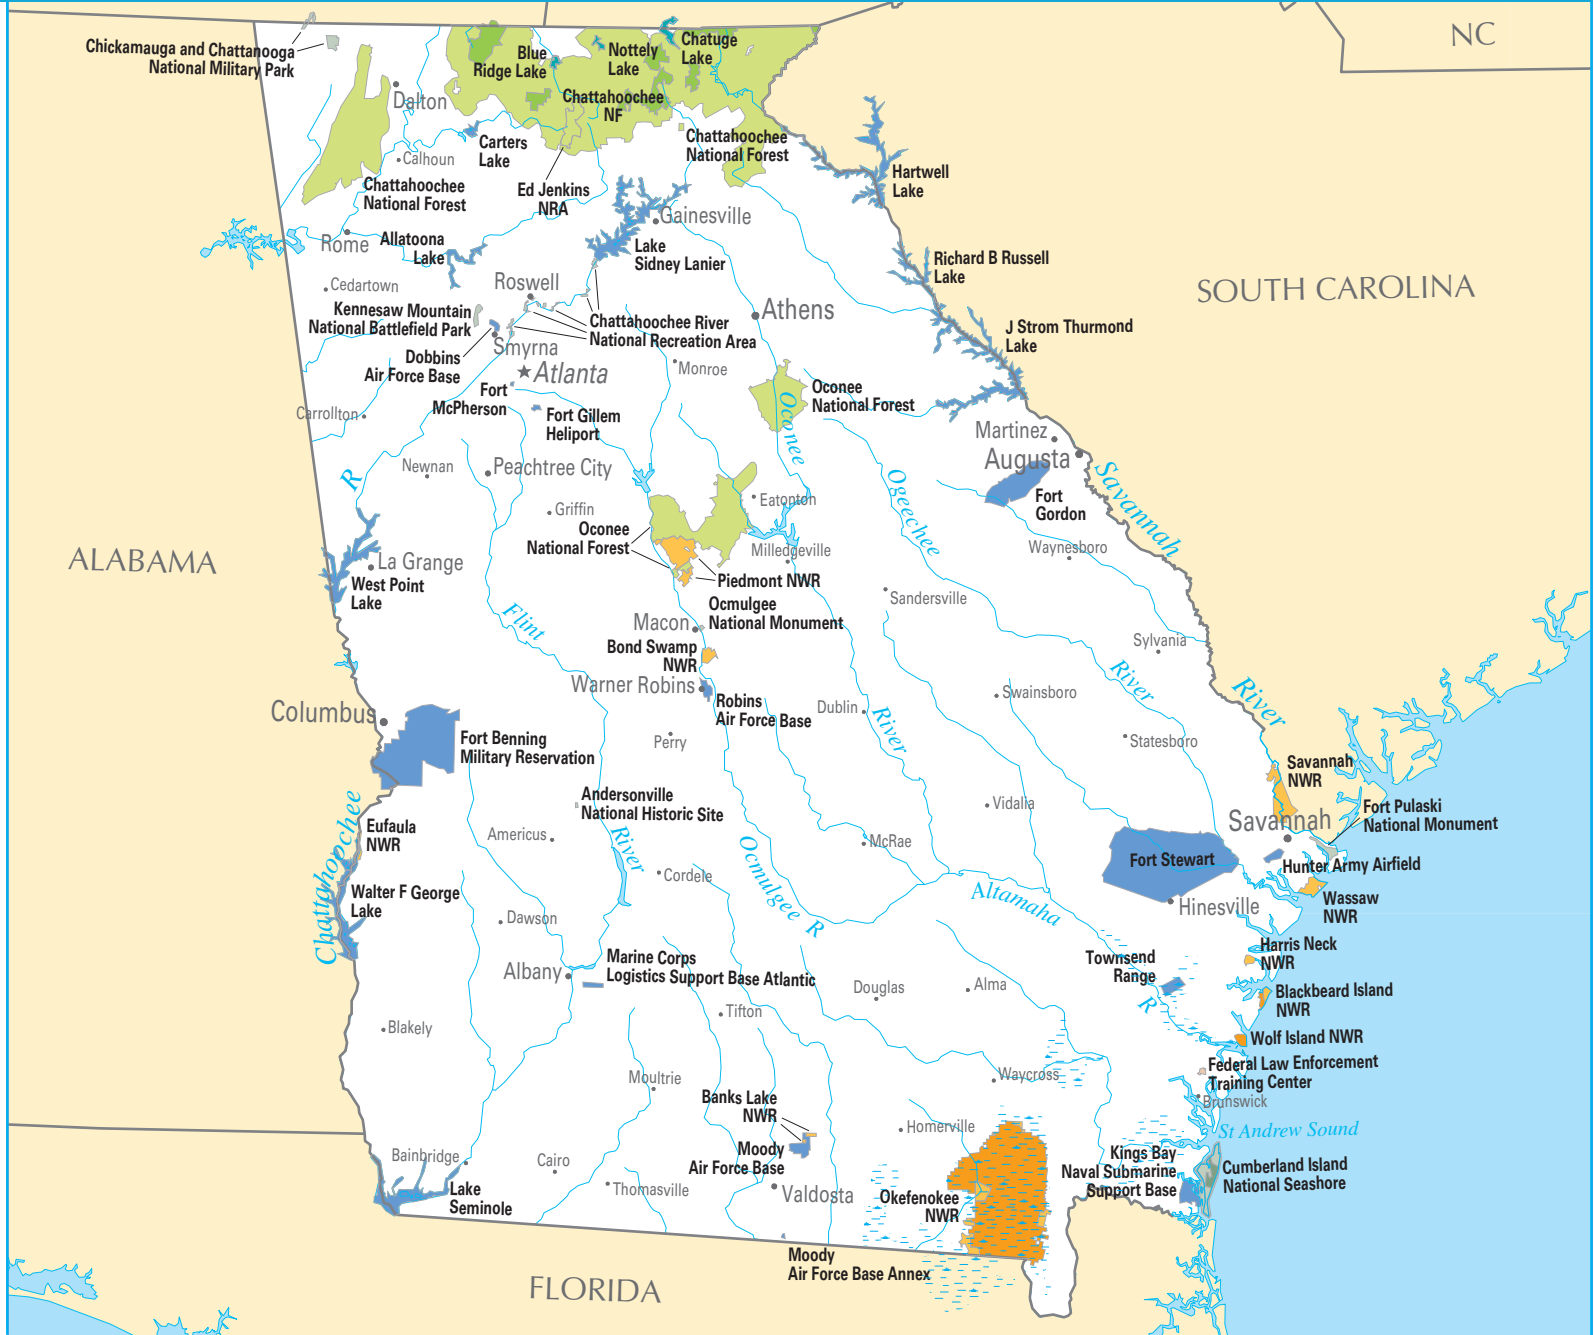 NC
Chickamauga and Chattanooga
National Military Park
Blue
Ridge Lake
Nottely
Lake
Chatuge
Lake
Dalton
Chattahoochee
NF
Carters
Lake
Chattahoochee
National Forest
Calhoun
Hartwell
Lake
Chattahoochee
National Forest
Ed Jenkins
NRA
Gainesville
Rome
Allatoona
Lake
Lake
Sidney Lanier
Richard B Russell
Lake
Cedartown
Roswell
SOUTH CAROLINA
Kennesaw Mountain
National Battlefield Park
Chattahoochee River
National Recreation Area
Athens
J Strom Thurmond
Lake
Smyrna
Dobbins
Air Force Base
Atlanta
Monroe
Fort
McPherson
Oconee
National Forest
Carrollton
Fort Gillem
Heliport
Oconee
Martinez
Augusta
Newnan
Peachtree City
R
Ogeechee
Savannah
Griffin
Eatonton
Fort
Gordon
Oconee
National Forest
Milledgeville
Waynesboro
ALABAMA
La Grange
West Point
Lake
Piedmont NWR
Sandersville
Ocmulgee
National Monument
Flint
Macon
Sylvania
Bond Swamp
NWR
Warner Robins
River
River
Swainsboro
Robins
Air Force Base
Dublin
River
Columbus
Statesboro
Fort Benning
Military Reservation
Perry
Savannah
NWR
Andersonville
National Historic Site
Vidalia
Fort Pulaski
National Monument
Savannah
Eufaula
NWR
Americus
River
McRae
Chattahoochee
Fort Stewart
Hunter Army Airfield
Cordele
Ocmulgee R
Walter F George
Lake
Altamaha
Hinesville
Wassaw
NWR
Dawson
Harris Neck
NWR
Albany
Marine Corps
Logistics Support Base Atlantic
Townsend
Range
Douglas
Alma
Blackbeard Island
NWR
R
Blakely
Tifton
Wolf Island NWR
Federal Law Enforcement
Training Center
Waycross
Moultrie
Brunswick
Banks Lake
NWR
Homerville
St Andrew Sound
Bainbridge
Cairo
Moody
Air Force Base
Kings Bay
Naval Submarine
Support Base
Cumberland Island
National Seashore
Thomasville
Valdosta
Lake
Seminole
Okefenokee
NWR
Moody
Air Force Base Annex
FLORIDA